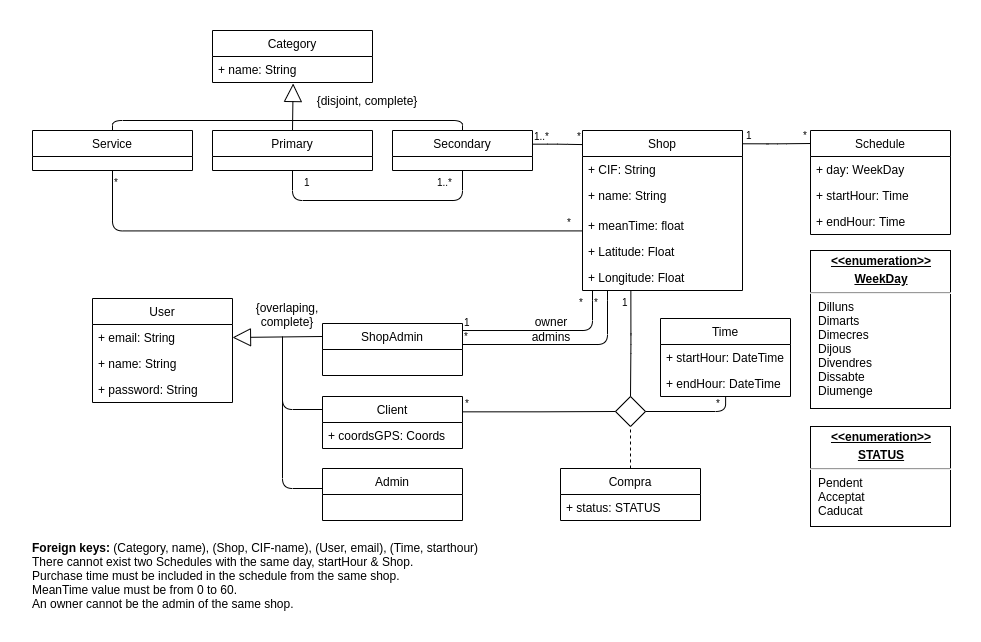 Category
+ name: String
{disjoint, complete}
Service
Primary
Secondary
1..*
*
Shop
+ CIF: String
+ name: String
+ meanTime: float
+ Latitude: Float
+ Longitude: Float
1
*
Schedule
+ day: WeekDay
+ startHour: Time
+ endHour: Time
*
1
1..*
*
<<enumeration>>
WeekDay
Dilluns
Dimarts
Dimecres
Dijous
Divendres
Dissabte
Diumenge
User
+ email: String
+ name: String
+ password: String
{overlaping,
complete}
ShopAdmin
1
*
owner
admins
*
*
1
Time
+ startHour: DateTime
+ endHour: DateTime
Client
+ coordsGPS: Coords
*
*
Admin
Compra
+ status: STATUS
<<enumeration>>
STATUS
Pendent
Acceptat
Caducat
Foreign keys: (Category, name), (Shop, CIF-name), (User, email), (Time, starthour)
There cannot exist two Schedules with the same day, startHour & Shop.
Purchase time must be included in the schedule from the same shop.
MeanTime value must be from 0 to 60.
An owner cannot be the admin of the same shop.